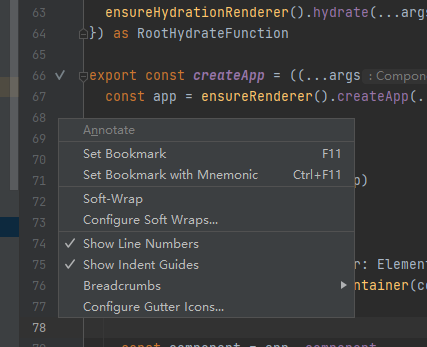 63 ensureHydrationRenderer().hydrate(...args
64 }) as RootHydrateFunction
65
66 export const createApp = ((...args : Compone
67 const app = ensureRenderer().createApp(..
68
Annotate
69
Set Bookmark F11
70
Set Bookmark with Mnemonic Ctrl+F11
71 )
Soft-Wrap
72
Configure Soft Wraps...
73
Show Line Numbers
74
Show Indent Guides
75 r: Element
Breadcrumbs
76 ntainer(co
Configure Gutter Icons...
77
78
79 const component = app._component